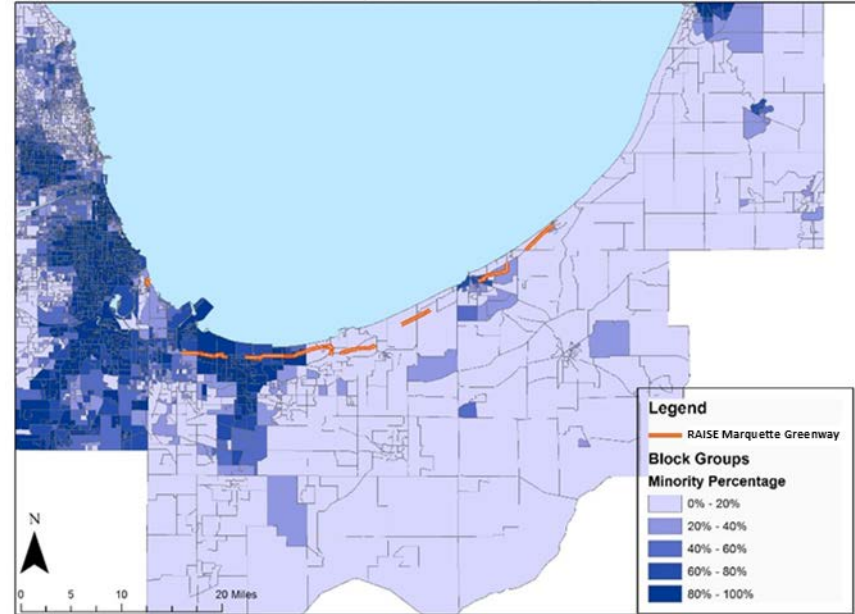 Legend
RAISE Marquette Greenway
Block Groups
Minority Percentage
0% - 20%
20% - 40%
40% - 60%
60% - 80%
80% - 100%
N
0 5 10 20 Miles